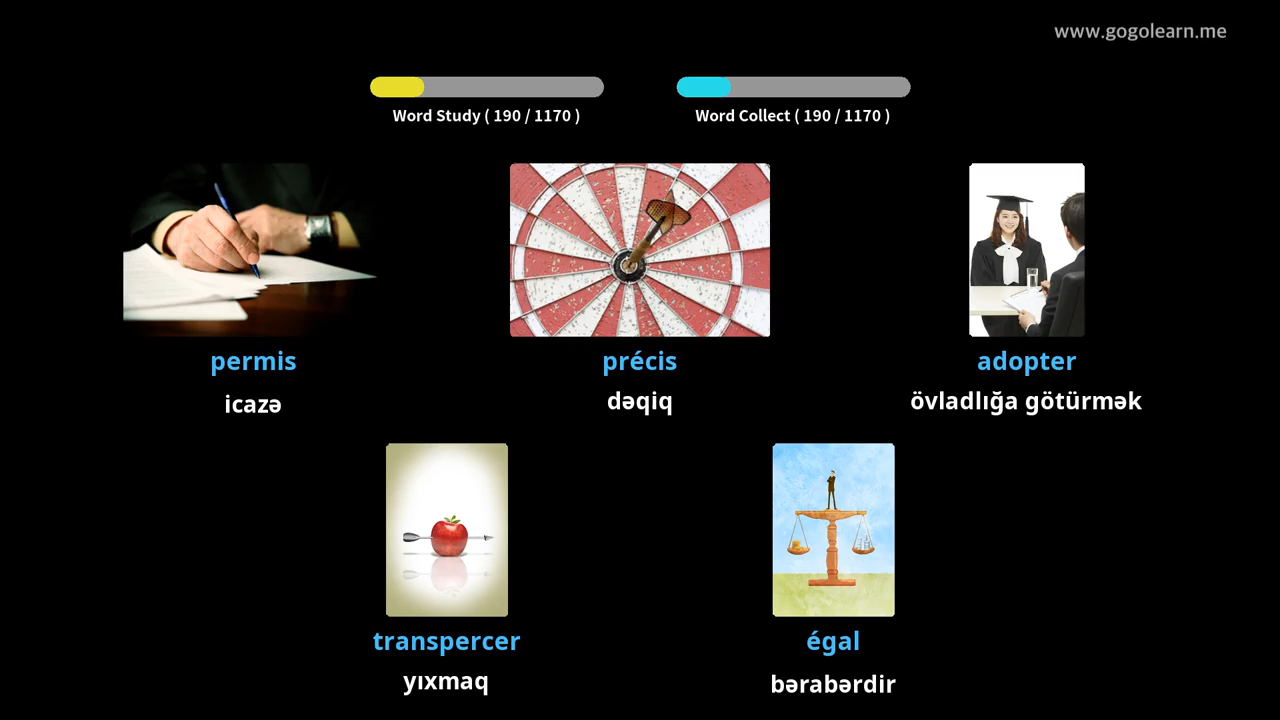 www.gogolearn.me
Word Study ( 190 / 1170 )
Word Collect ( 190 / 1170 )
permis
icazə
précis
dəqiq
adopter
övladlığa götürmək
transpercer
yıxmaq
égal
bərabərdir